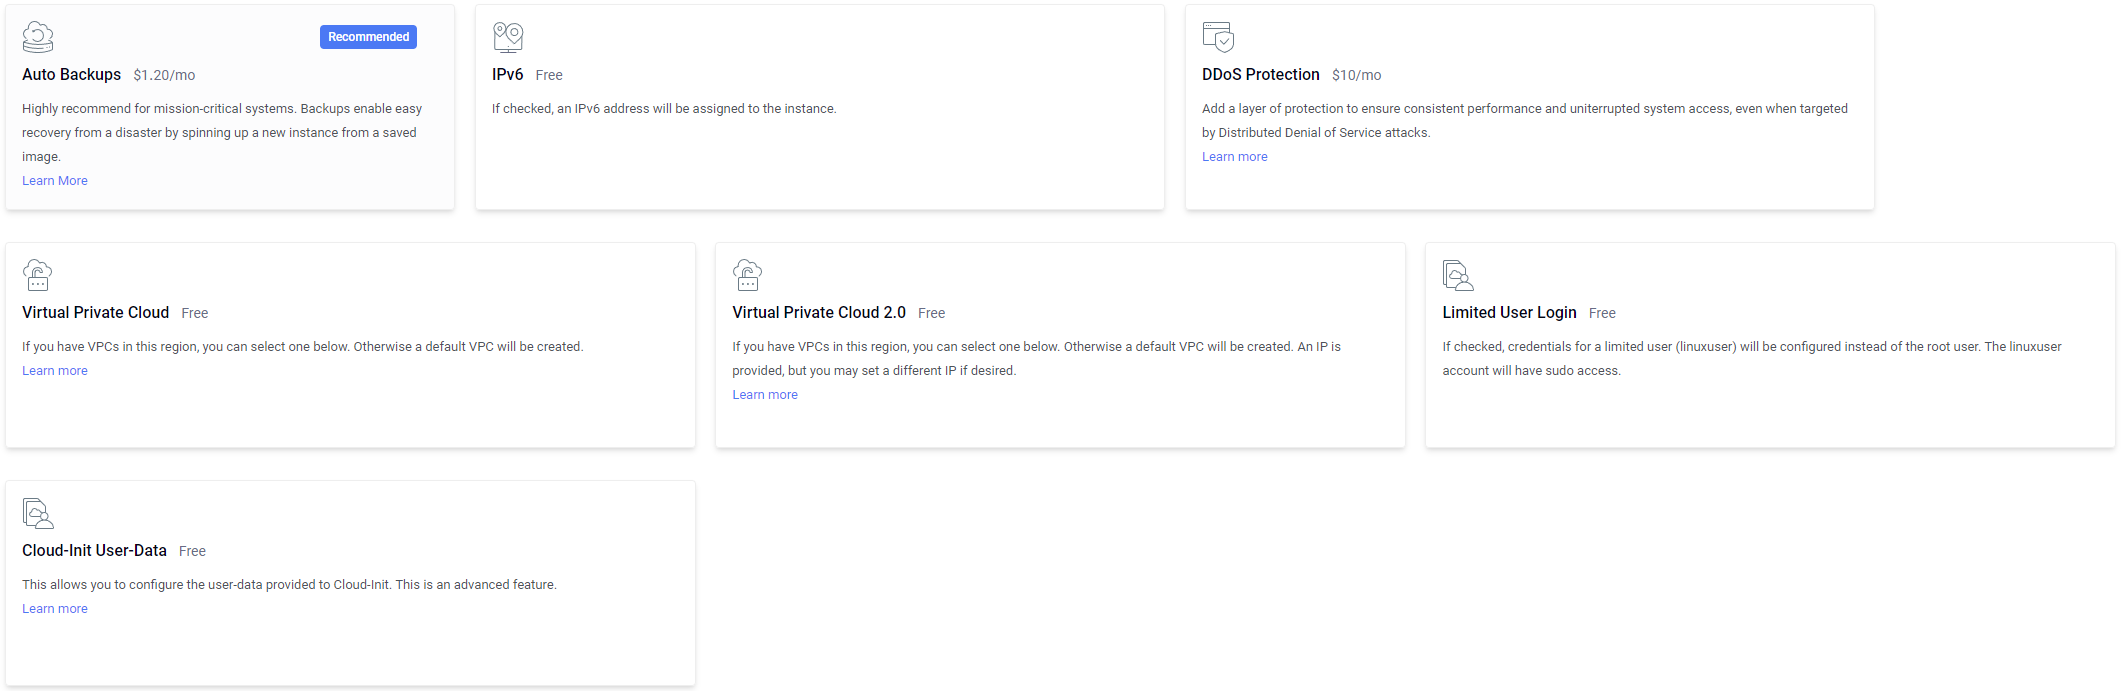 Recommended
Auto Backups $1.20/mo
Highly recommend for mission-critical systems. Backups enable easy
recovery from a disaster by spinning up a new instance from a saved
image.
Learn More
IPv6 Free
If checked, an IPv6 address will be assigned to the instance.
DDoS Protection $10/mo
Add a layer of protection to ensure consistent performance and uniterrupted system access, even when targeted
by Distributed Denial of Service attacks.
Learn more
Virtual Private Cloud Free
If you have VPCs in this region, you can select one below. Otherwise a default VPC will be created.
Learn more
Virtual Private Cloud 2.0 Free
If you have VPCs in this region, you can select one below. Otherwise a default VPC will be created. An IP is
provided, but you may set a different IP if desired.
Learn more
Limited User Login Free
If checked, credentials for a limited user (linuxuser) will be configured instead of the root user. The linuxuser
account will have sudo access.
Cloud-Init User-Data Free
This allows you to configure the user-data provided to Cloud-Init. This is an advanced feature.
Learn more